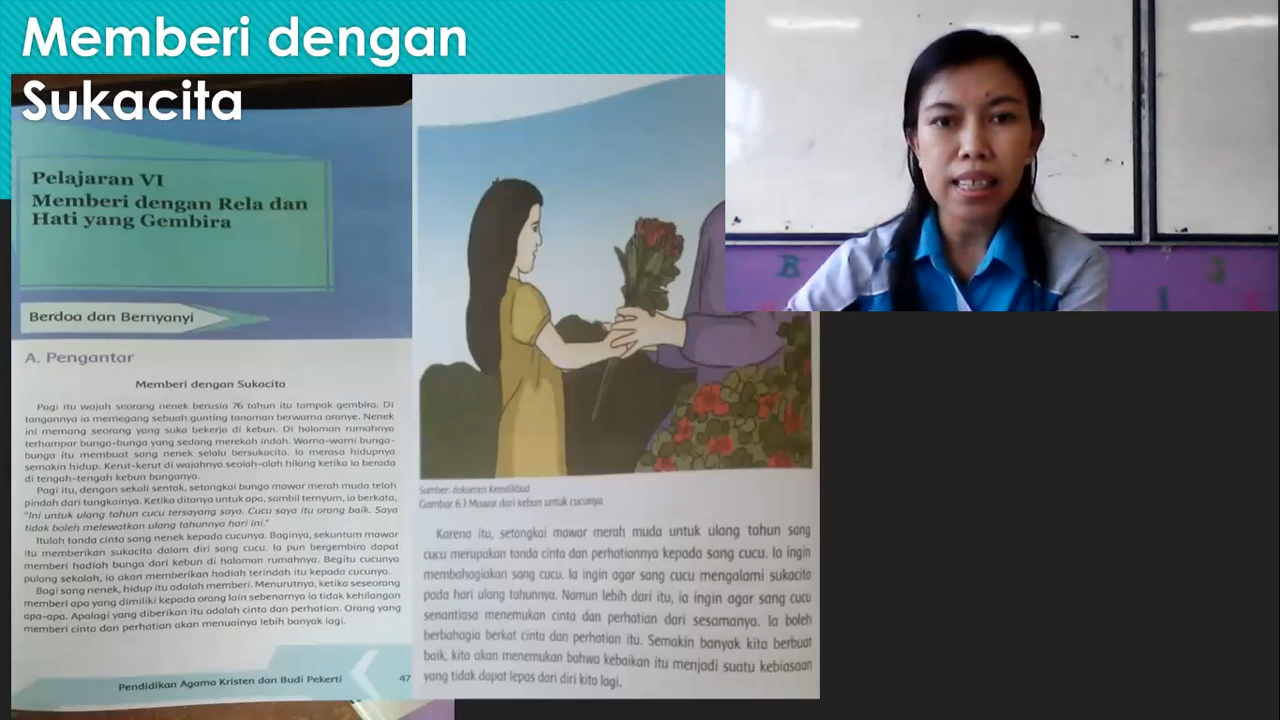 Memberi dengan
Sukacita
Pelajaran VI
Memberi dengan Rela dan
Hati yang Gembira
Berdoa dan Bernyanyi
A. Pengantar
Memberi dengan Sukacita
Pagi itu wajah seorang nenek berusia 76 tahun itu tampak gembira. Di
tangannya ia memegang sebuah gunting tanaman berwarna oranye. Nenek
ini memang seorang yang suka bekerja di kebun. Di halaman rumahnya
terhampar bunga-bunga yang sedang merekah indah. Warna-warni bunga-
bunga itu membuat sang nenek selalu bersukacita. Ia merasa hidupnya
semakin hidup. Kerut-kerut di wajahnya seolah-olah hilang ketika ia berada
di tengah-tengah kebun bunganya.
Pagi itu, dengan sekali sentak, setangkai bunga mawar merah muda telah
pindah dari tangkainya. Ketika ditanya untuk apa, sambil ternyum, ia berkata,
"Ini untuk ulang tahun cucu tersayang saya. Cucu saya itu orang baik. Saya
tidak boleh melewatkan ulang tahunnya hari ini."
Itulah tanda cinta sang nenek kepada cucunya. Baginya, sekuntum mawar
itu memberikan sukacita dalam diri sang cucu. Ia pun bergembira dapat
memberi hadiah bunga dari kebun di halaman rumahnya. Begitu cucunya
pulang sekolah, ia akan memberikan hadiah terindah itu kepada cucunya.
Bagi sang nenek, hidup itu adalah memberi. Menurutnya, ketika seseorang
memberi apa yang dimiliki kepada orang lain sebenarnya ia tidak kehilangan
apa-apa. Apalagi yang diberikan itu adalah cinta dan perhatian. Orang yang
memberi cinta dan perhatian akan menuainya lebih banyak lagi.
Pendidikan Agama Kristen dan Budi Pekerti 47
Sumber: dokumen Kemdikbud
Gambar 6.1 Mawar dari kebun untuk cucunya
Karena itu, setangkai mawar merah muda untuk ulang tahun sang
cucu merupakan tanda cinta dan perhatiannya kepada sang cucu. Ia ingin
membahagiakan sang cucu. Ia ingin agar sang cucu mengalami sukacita
pada hari ulang tahunnya. Namun lebih dari itu, ia ingin agar sang cucu
senantiasa menemukan cinta dan perhatian dari sesamanya. Ia boleh
berbahagia berkat cinta dan perhatian itu. Semakin banyak kita berbuat
baik, kita akan menemukan bahwa kebaikan itu menjadi suatu kebiasaan
yang tidak dapat lepas dari diri kita lagi.
B
J